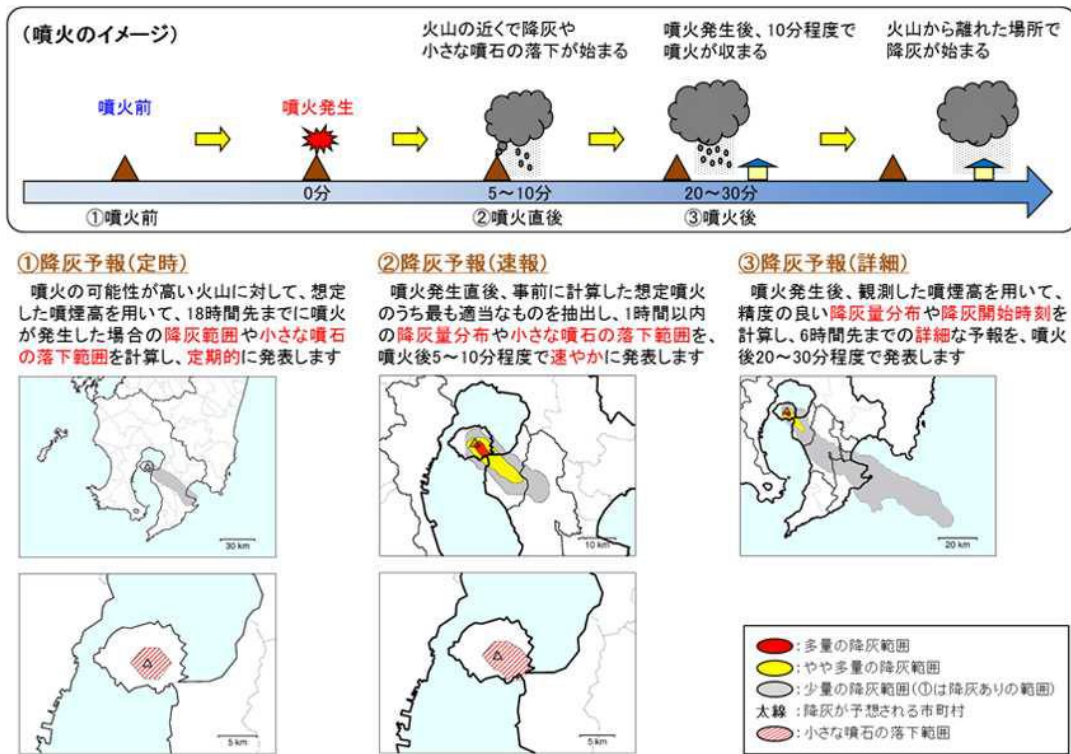 (噴火のイメージ)
火山の近くで降灰や
小さな噴石の落下が始まる
噴火発生後、10分程度で
噴火が収まる
火山から離れた場所で
降灰が始まる
噴火前
噴火発生
0分
5～10分
20～30分
①噴火前
②噴火直後
③噴火後
①降灰予報(定時)
噴火の可能性が高い火山に対して、想定
した噴煙高を用いて、18時間先までに噴火
が発生した場合の降灰範囲や小さな噴石
の落下範囲を計算し、定期的に発表します
30 km
5 km
②降灰予報(速報)
噴火発生直後、事前に計算した想定噴火
のうち最も適当なものを抽出し、1時間以内
の降灰量分布や小さな噴石の落下範囲を、
噴火後5～10分程度で速やかに発表します
10 km
5 km
③降灰予報(詳細)
噴火発生後、観測した噴煙高を用いて、
精度の良い降灰量分布や降灰開始時刻を
計算し、6時間先までの詳細な予報を、噴火
後20～30分程度で発表します
20 km
:多量の降灰範囲
:やや多量の降灰範囲
:少量の降灰範囲(①は降灰ありの範囲)
太線:降灰が予想される市町村
:小さな噴石の落下範囲